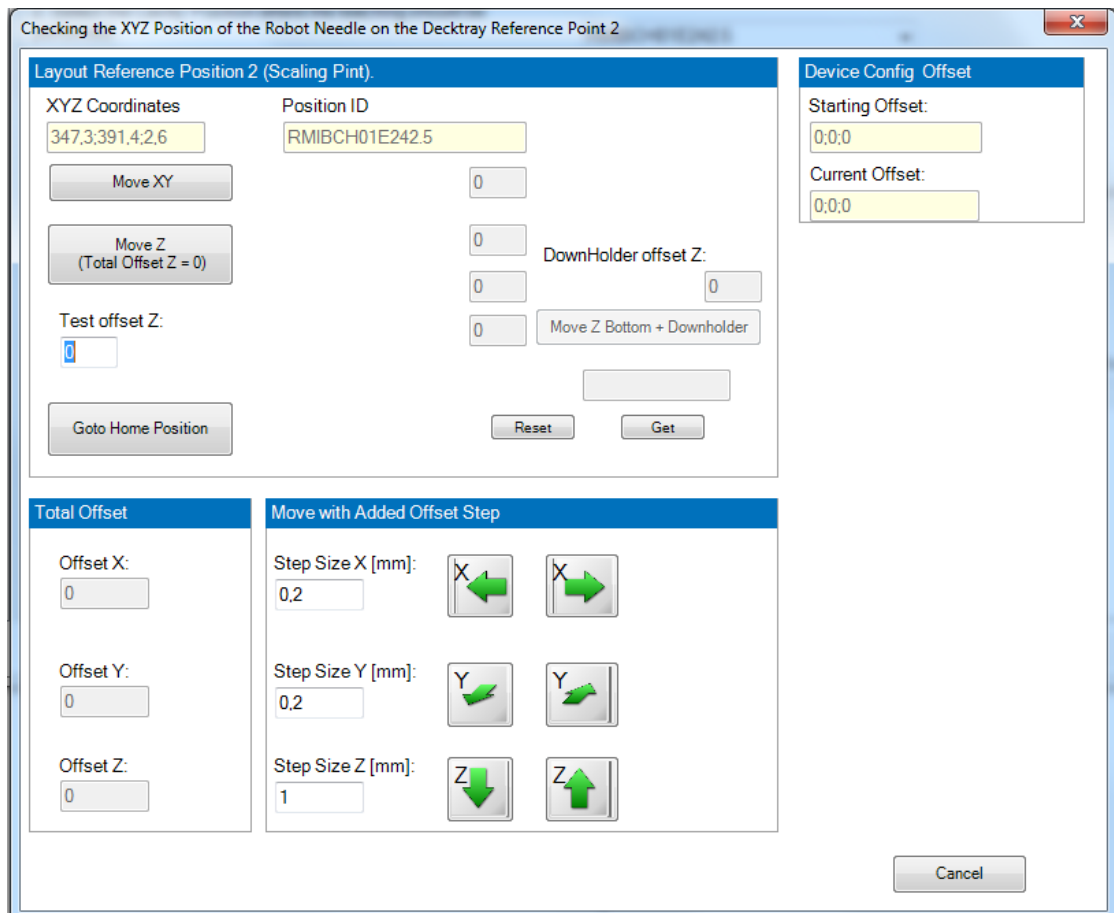 Checking the XYZ Position of the Robot Needle on the Decktray Reference Point 2
Layout Reference Position 2 (Scaling Pint).
XYZ Coordinates
Position ID
347,3;391,4;2,6
RMIBCH01E242.5
Move XY
0
Move Z
(Total Offset Z = 0)
0
DownHolder offset Z:
0
0
Test offset Z:
0
0
Move Z Bottom + Downholder
Goto Home Position
Reset
Get
Device Config Offset
Starting Offset:
0;0;0
Current Offset:
0;0;0
Total Offset
Offset X:
0
Offset Y:
0
Offset Z:
0
Move with Added Offset Step
Step Size X [mm]:
0,2
X
X
Step Size Y [mm]:
0,2
Y
Y
Step Size Z [mm]:
1
Z
Z
Cancel